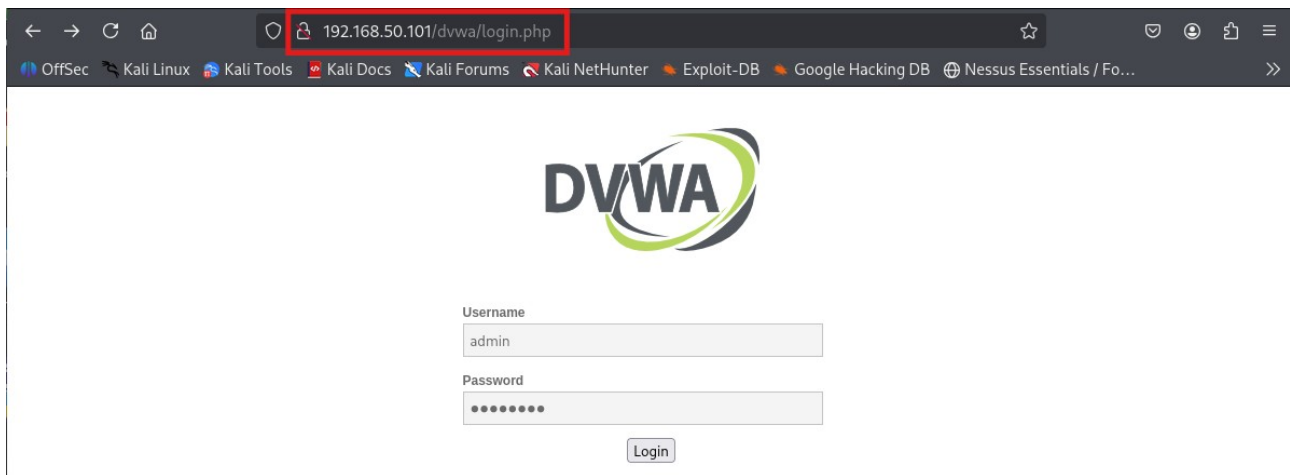 192.168.50.101/dvwa/login.php
OffSec Kali Linux Kali Tools Kali Docs Kali Forums Kali NetHunter Exploit-DB Google Hacking DB Nessus Essentials / Fo...
DVWA
Username
admin
Password
••••••••
Login